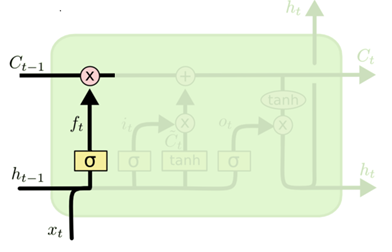 h_t
C_{t-1} x + C_t
tanh
f_t i_t C̃_t o_t x x
σ σ tanh σ
h_{t-1} h_t
x_t